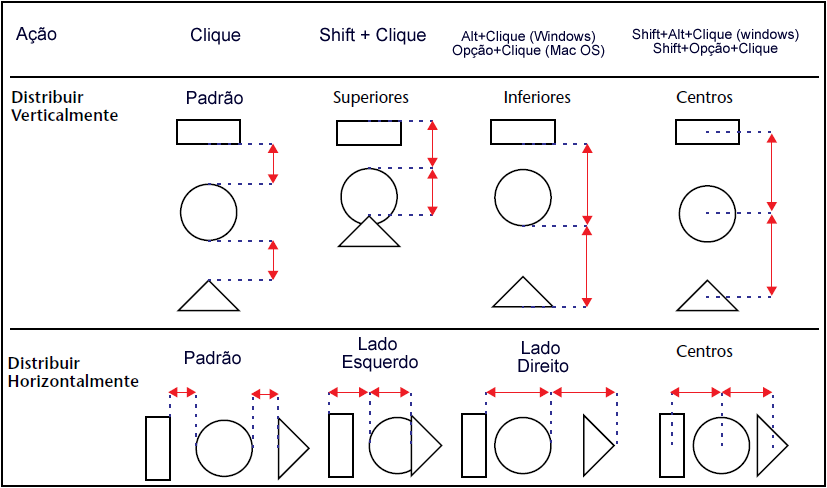 Ação
Clique
Shift + Clique
Alt+Clique (Windows)
Opção+Clique (Mac OS)
Shift+Alt+Clique (windows)
Shift+Opção+Clique
Distribuir
Verticalmente
Padrão
Superiores
Inferiores
Centros
Distribuir
Horizontalmente
Padrão
Lado
Esquerdo
Lado
Direito
Centros